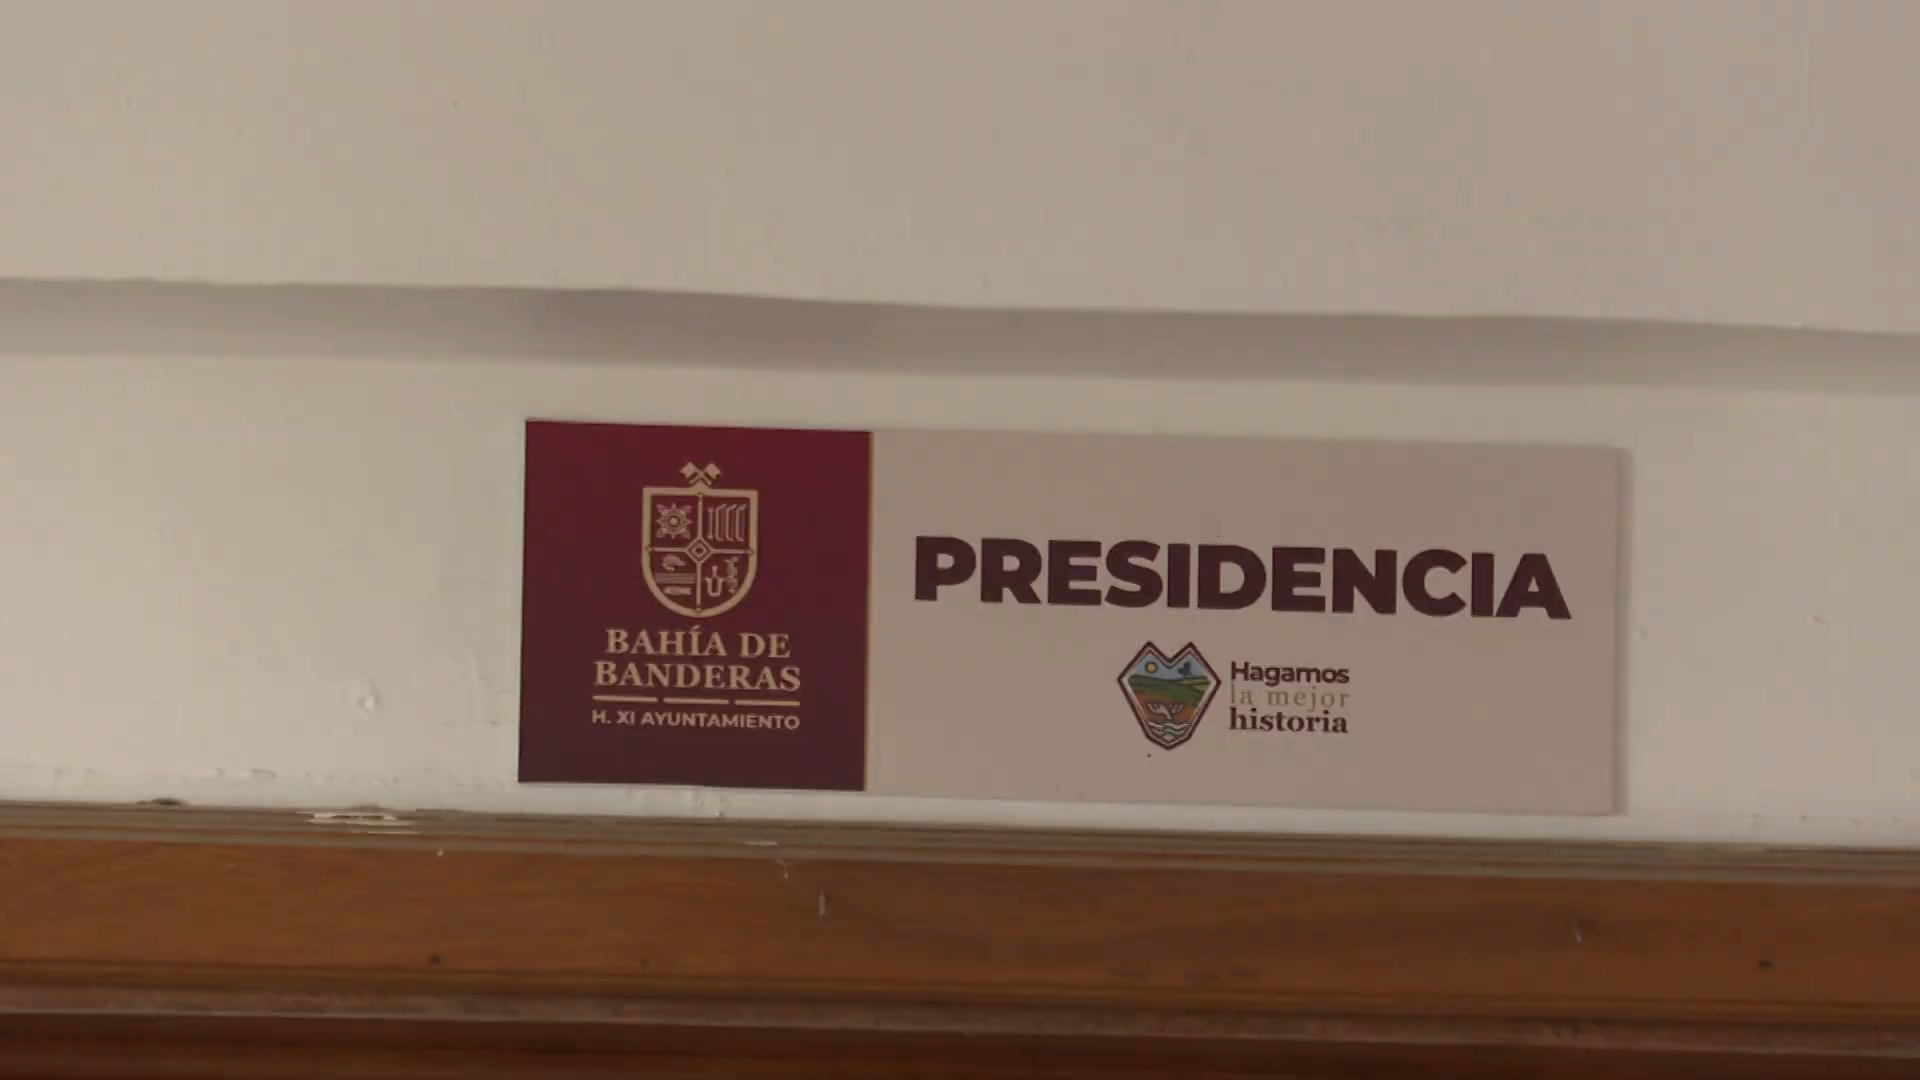 BAHÍA DE
BANDERAS
H. XI AYUNTAMIENTO
PRESIDENCIA
Hagamos
la mejor
historia